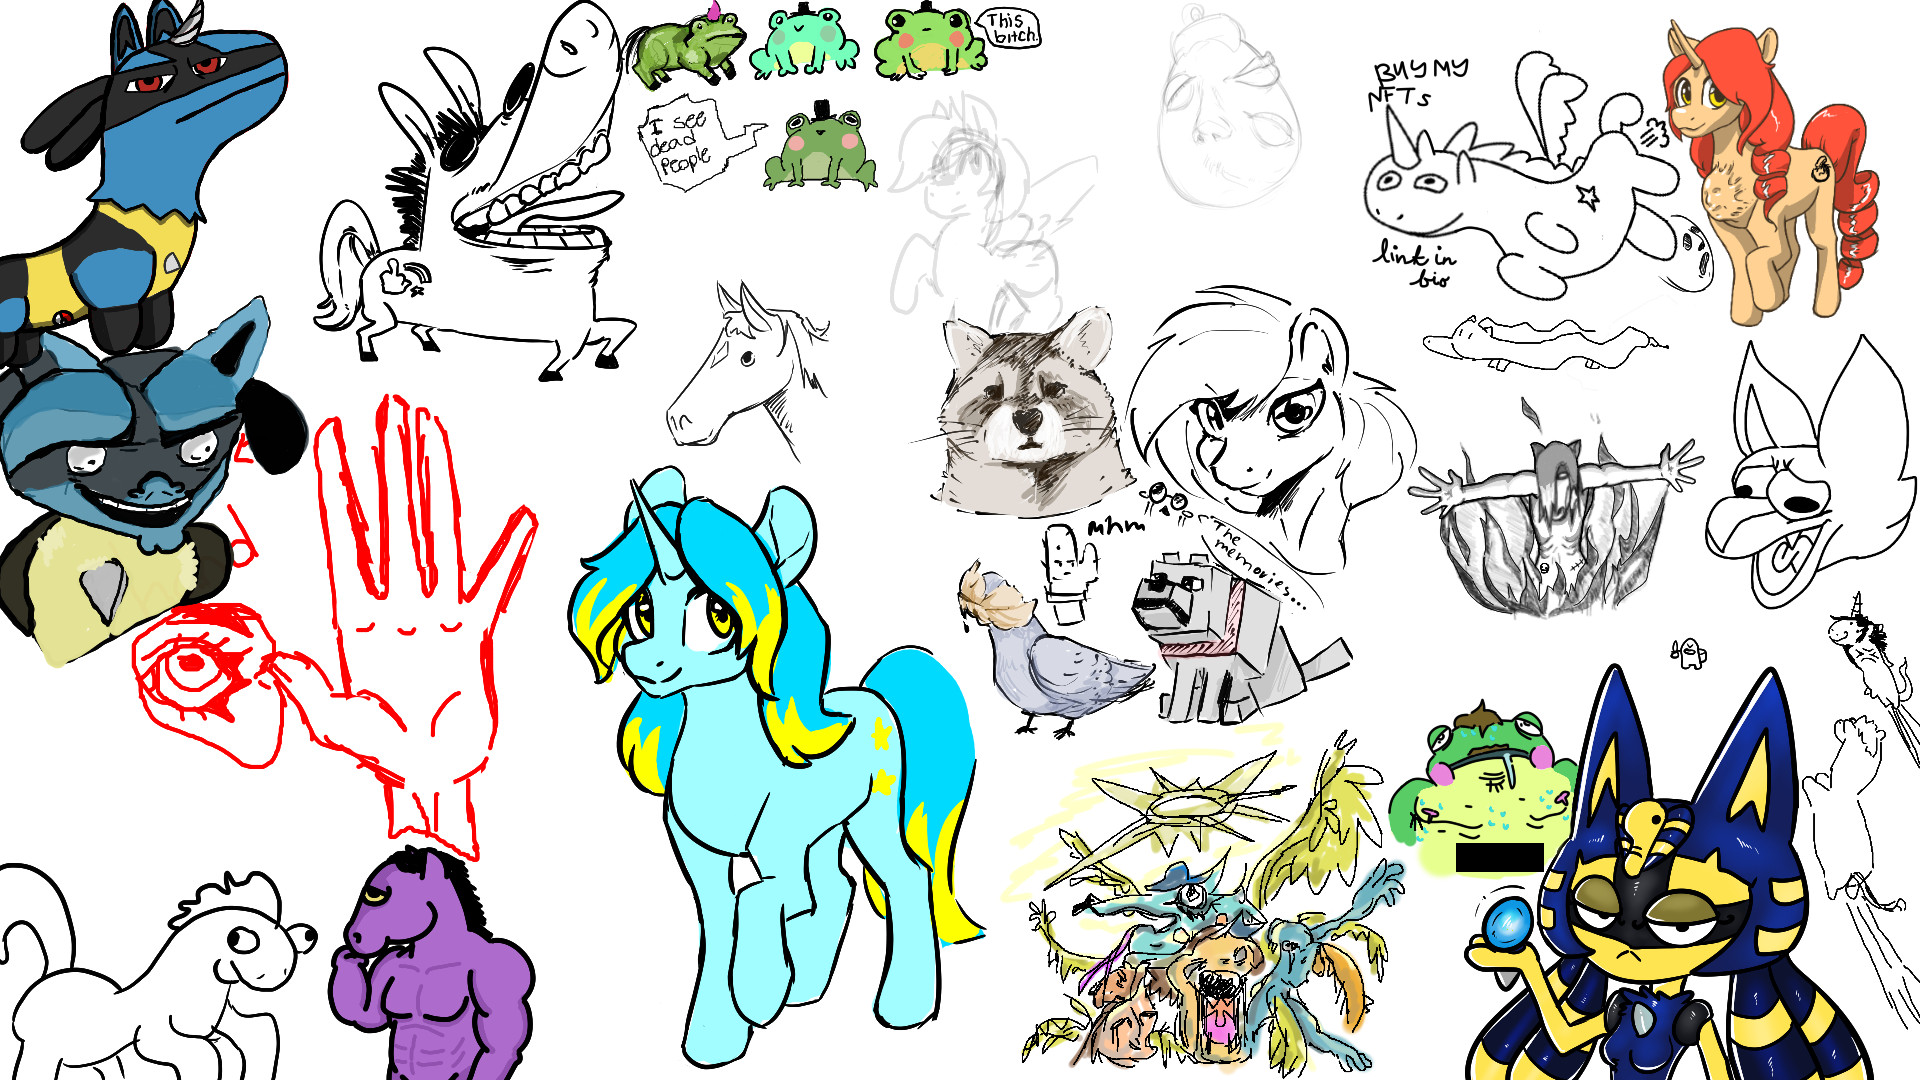 This
bitch.
I see
dead
People
BUY MY
NFTs
link in
bio
mhm
The
memories...